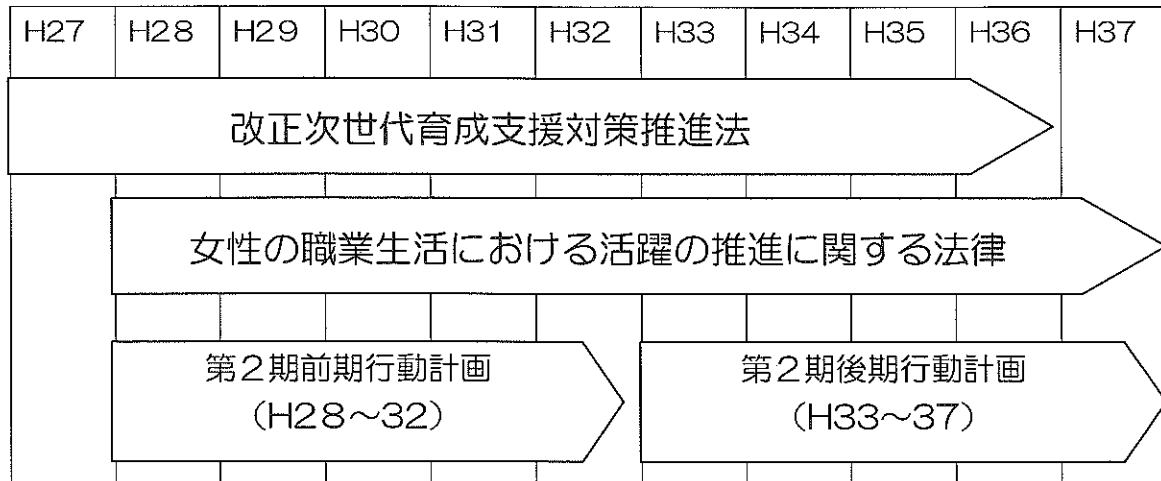 H27 H28 H29 H30 H31 H32 H33 H34 H35 H36 H37
改正次世代育成支援対策推進法
女性の職業生活における活躍の推進に関する法律
第2期前期行動計画
（H28～32）
第2期後期行動計画
（H33～37）